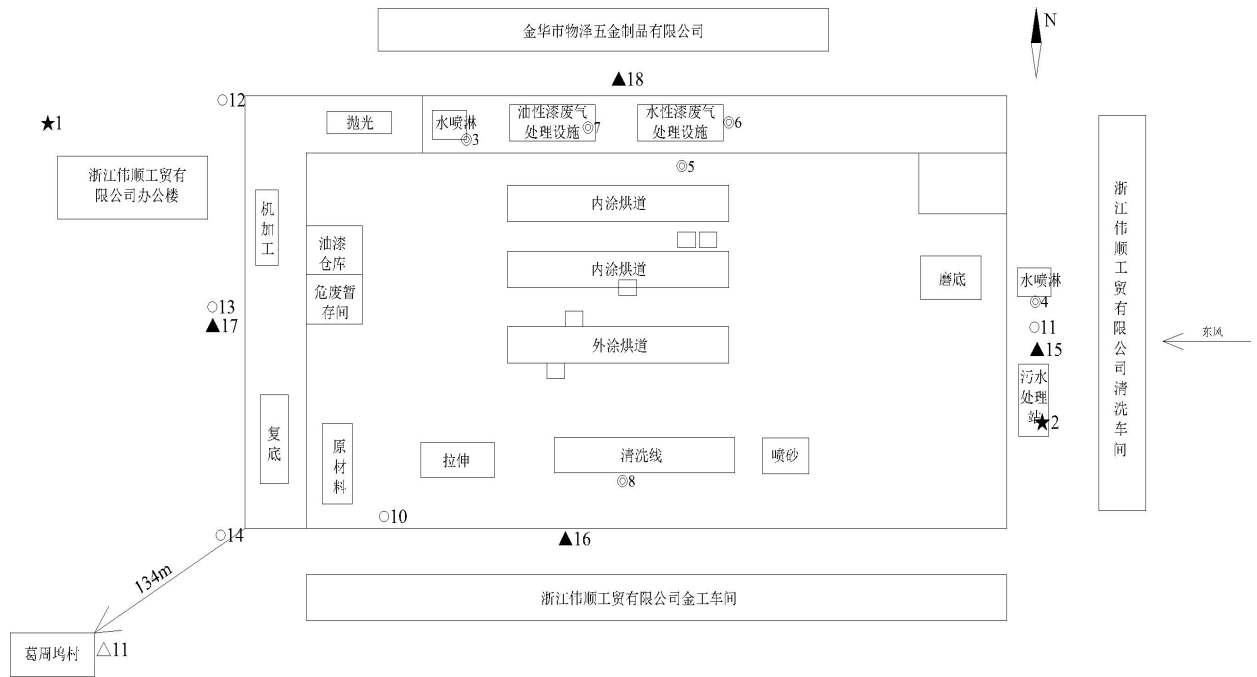 金华市物泽五金制品有限公司
N
▲18
○12
★1
抛光
水喷淋
◎3
油性漆废气
处理设施
◎7
水性漆废气
处理设施
◎6
◎5
浙江伟顺工贸有
限公司办公楼
机加工
内涂烘道
油漆
仓库
内涂烘道
危废暂
存间
磨底
水喷淋
◎4
浙江伟顺工贸有限公司清洗车间
○13
▲17
○11
▲15
东风
外涂烘道
污水
处理
站
★2
复底
原材料
拉伸
清洗线
◎8
喷砂
○10
○14
▲16
134m
浙江伟顺工贸有限公司金工车间
葛周坞村
△11